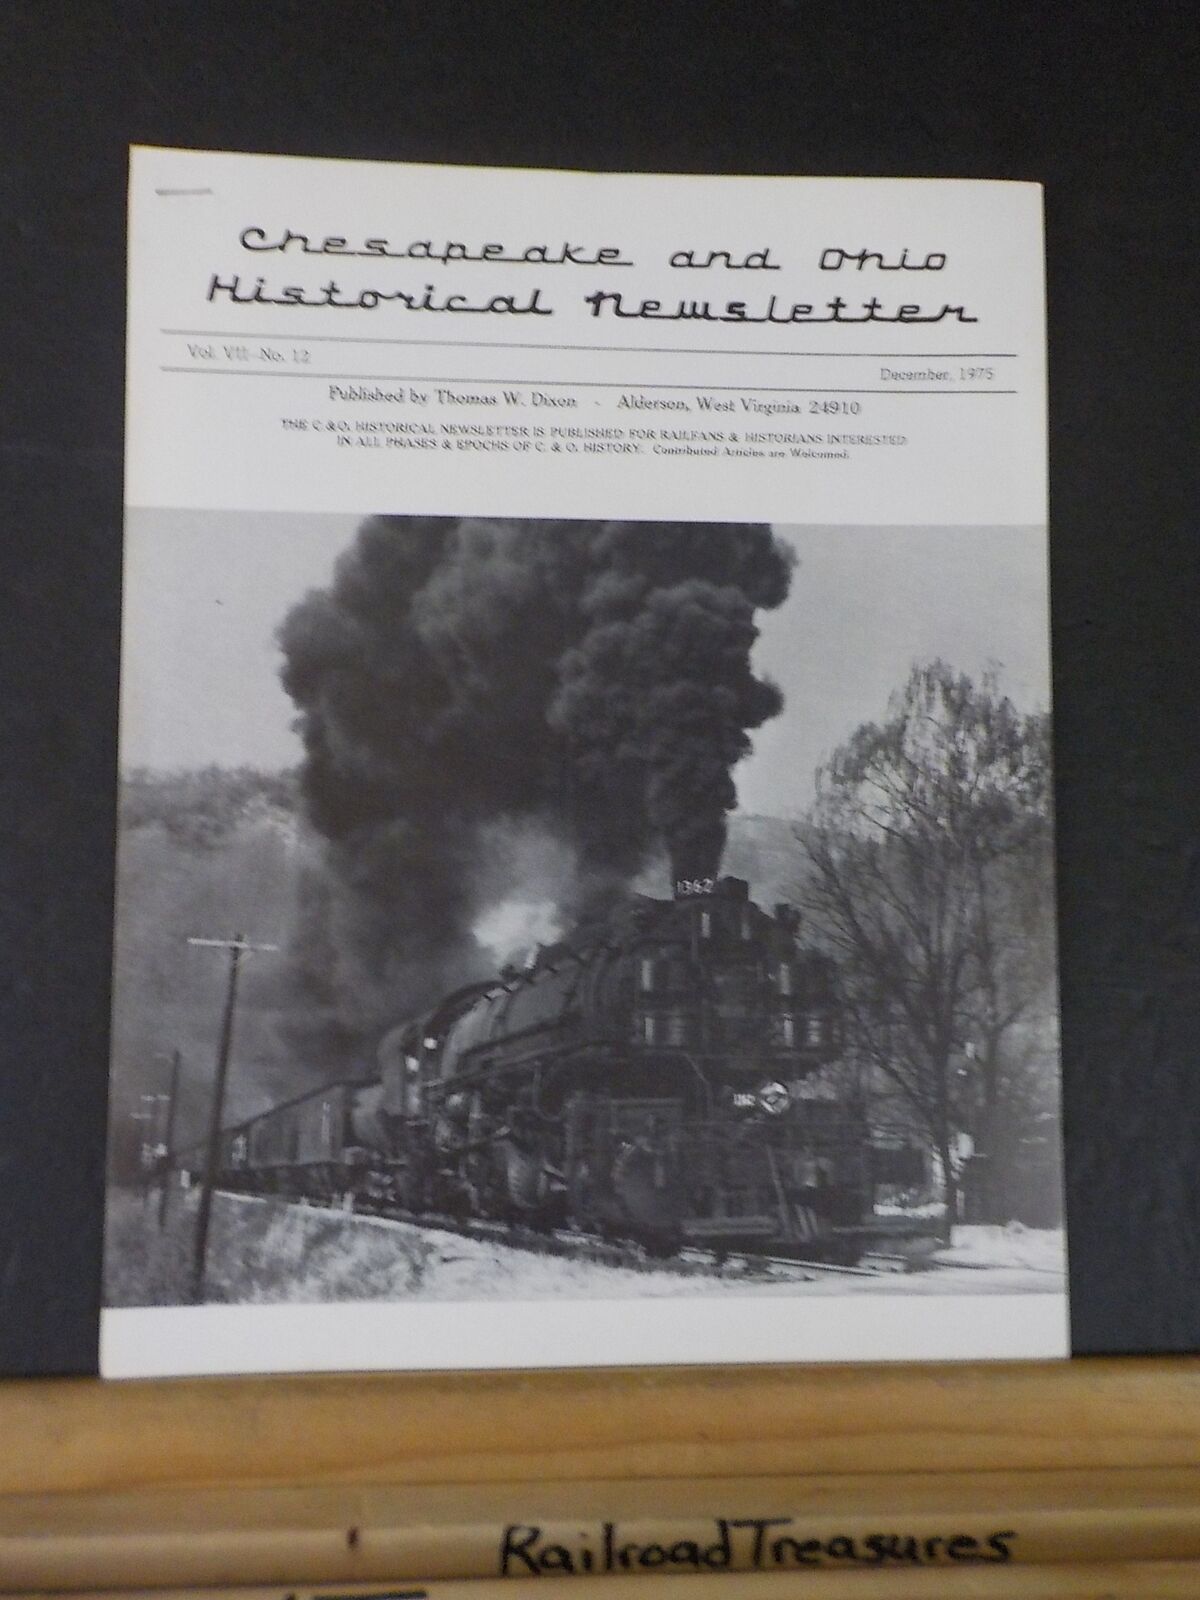 Chesapeake and Ohio
Historical Newsletter
Vol. VII—No. 12
December, 1975
Published by Thomas W. Dixon - Alderson, West Virginia 24910
THE C & O. HISTORICAL NEWSLETTER IS PUBLISHED FOR RAILFANS & HISTORIANS INTERESTED
IN ALL PHASES & EPOCHS OF C. & O. HISTORY. Contributed Articles are Welcomed.
1362
RailroadTreasures